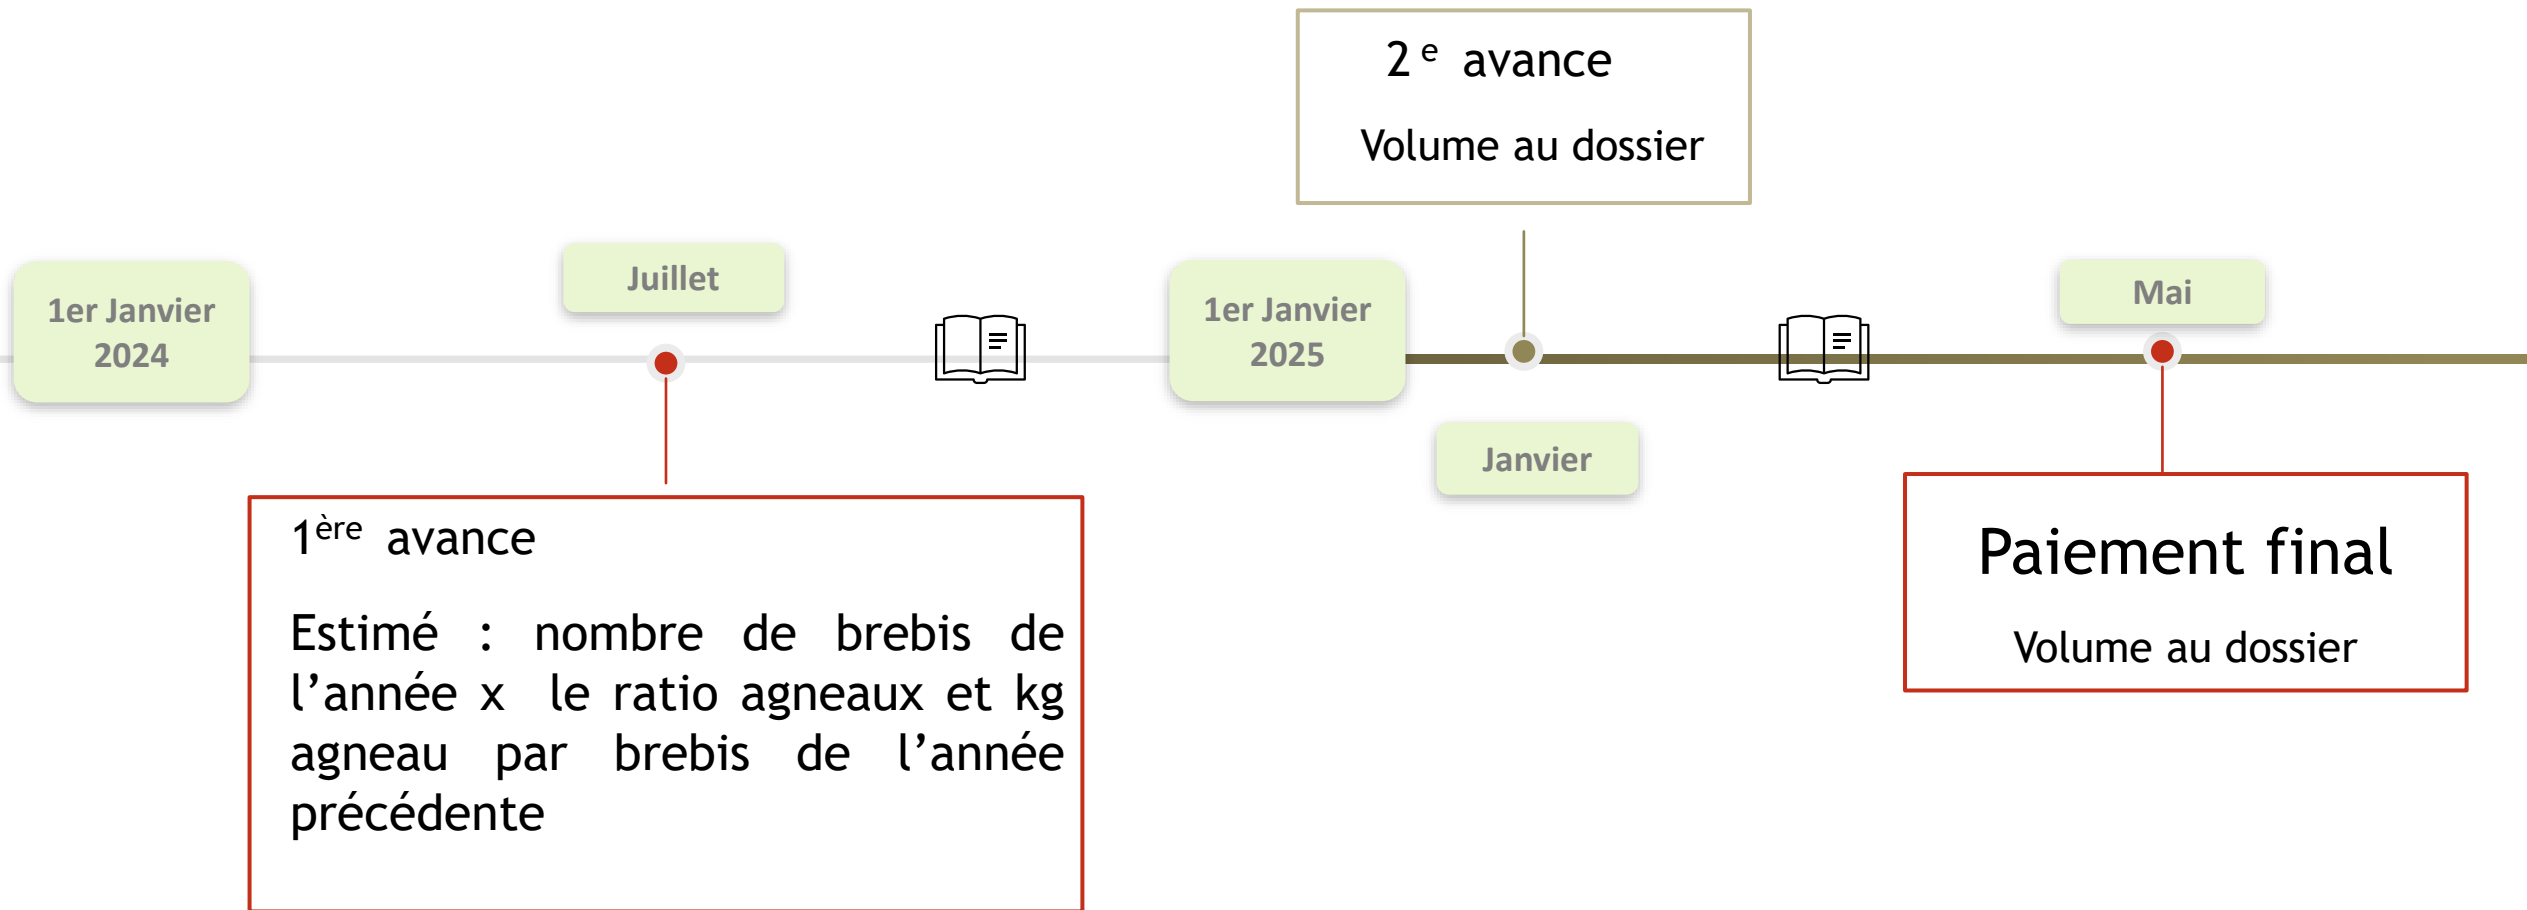 2 e avance
Volume au dossier
1er Janvier
2024
Juillet
1er Janvier
2025
Mai
Janvier
1ère avance
Estimé : nombre de brebis de
l’année x le ratio agneaux et kg
agneau par brebis de l’année
précédente
Paiement final
Volume au dossier